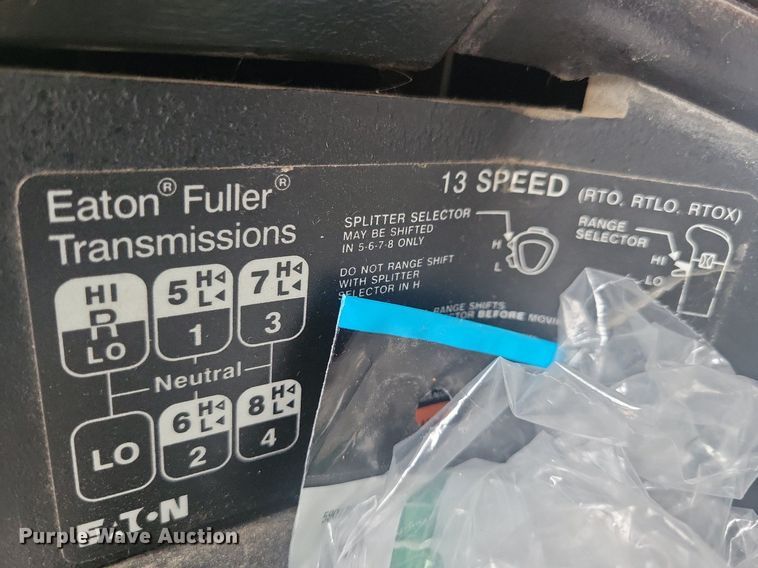 Eaton® Fuller®
Transmissions
13 SPEED (RTO, RTLO, RTOX)
SPLITTER SELECTOR
MAY BE SHIFTED
IN 5-6-7-8 ONLY
H
L
RANGE
SELECTOR
HI
LO
DO NOT RANGE SHIFT
WITH SPLITTER
SELECTOR IN H
RANGE SHIFTS
BEFORE
HI
R
LO
5 H
L
1
7 H
L
3
Neutral
LO
6 H
L
2
8 H
L
4
E·T·N
Purple Wave Auction